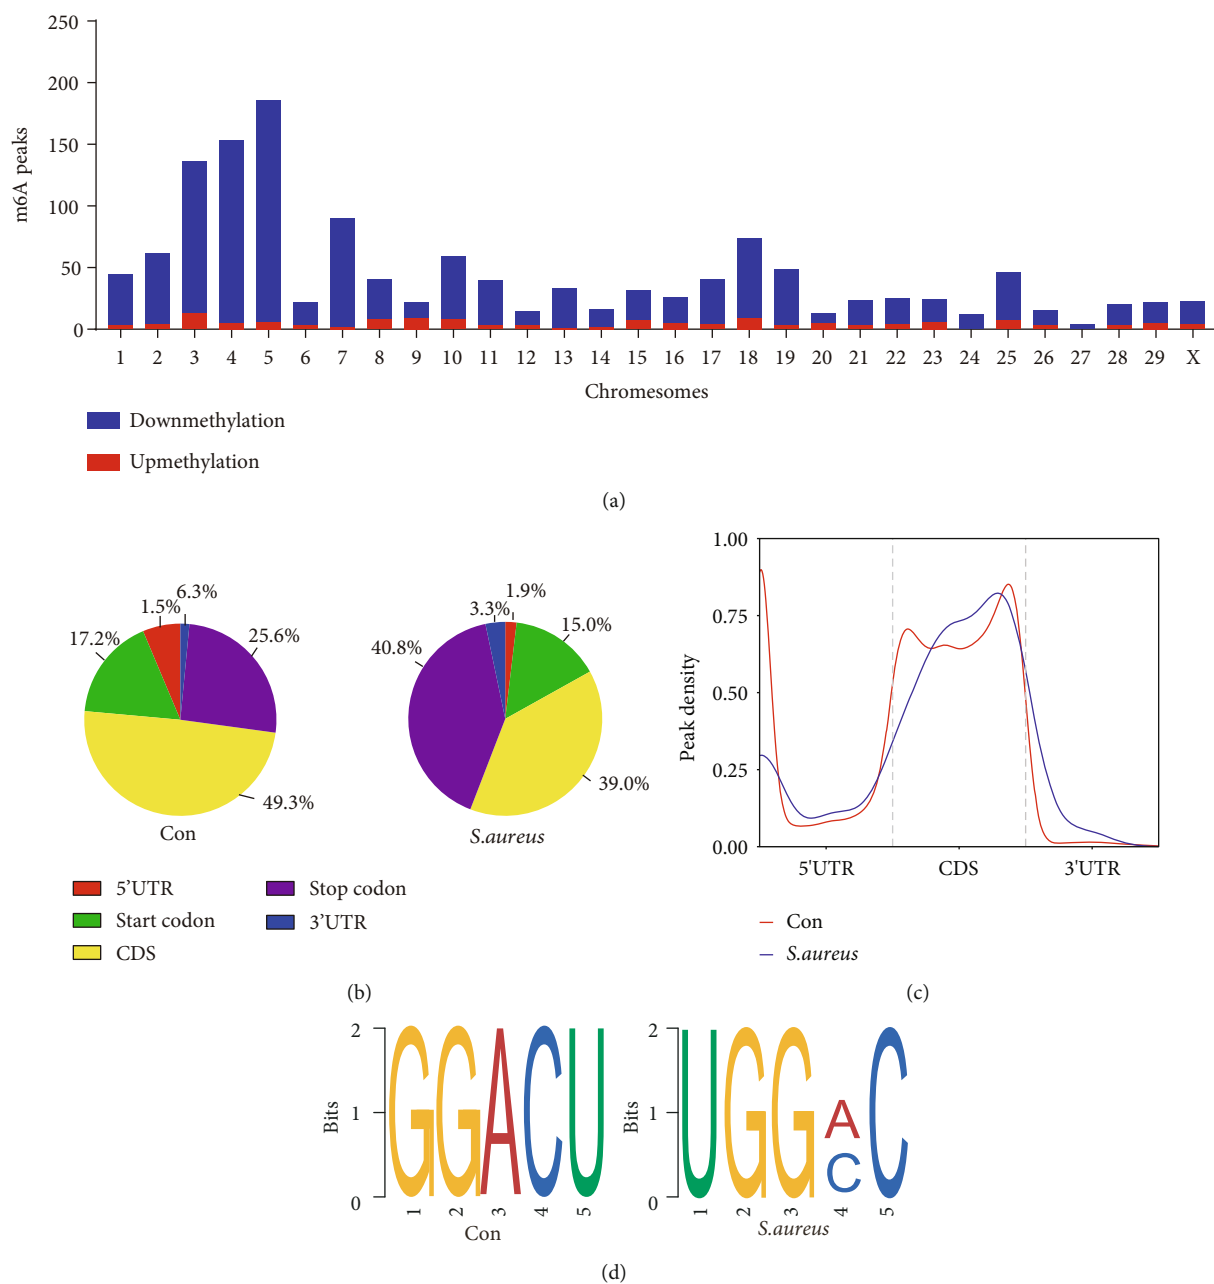 250
200
150
100
50
0
m6A peaks
1 2 3 4 5 6 7 8 9 10 11 12 13 14 15 16 17 18 19 20 21 22 23 24 25 26 27 28 29 X
Chromesomes
Downmethylation
Upmethylation
(a)
6.3%
1.5%
17.2%
25.6%
49.3%
Con
1.9%
3.3%
15.0%
40.8%
39.0%
S.aureus
5'UTR
Start codon
CDS
Stop codon
3'UTR
(b)
1.00
0.75
0.50
0.25
0.00
Peak density
5'UTR CDS 3'UTR
Con
S.aureus
(c)
2
1
0
Bits
GGACU
1 2 3 4 5
Con
2
1
0
Bits
UGGAC
C
1 2 3 4 5
S.aureus
(d)